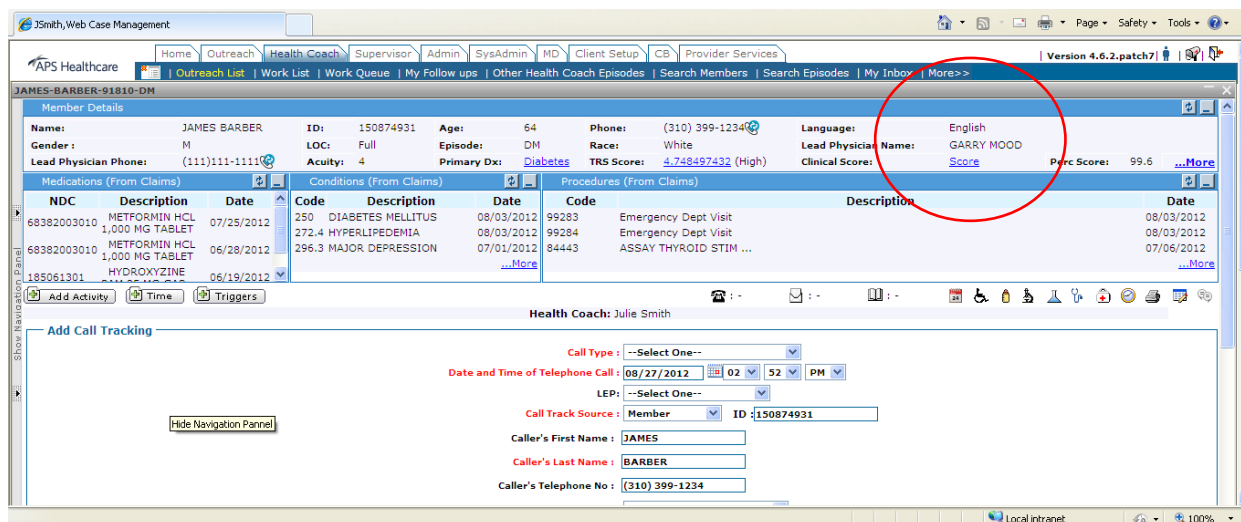 JSmith,Web Case Management
Page Safety Tools
APS Healthcare
Home Outreach Health Coach Supervisor Admin SysAdmin MD Client Setup CB Provider Services
| Version 4.6.2.patch7|
| Outreach List | Work List | Work Queue | My Follow ups | Other Health Coach Episodes | Search Members | Search Episodes | My Inbox | More>>
JAMES-BARBER-91810-DM
Member Details
Name: JAMES BARBER ID: 150874931 Age: 64 Phone: (310) 399-1234 Language: English
Gender : M LOC: Full Episode: DM Race: White Lead Physician Name: GARRY MOOD
Lead Physician Phone: (111)111-1111 Acuity: 4 Primary Dx: Diabetes TRS Score: 4.748497432 (High) Clinical Score: Score Perc Score: 99.6 ...More
Medications (From Claims) Conditions (From Claims) Procedures (From Claims)
NDC Description Date Code Description Date Code Description Date
68382003010 METFORMIN HCL 1,000 MG TABLET 07/25/2012 250 DIABETES MELLITUS 08/03/2012 99283 Emergency Dept Visit 08/03/2012
272.4 HYPERLIPEDEMIA 08/03/2012 99284 Emergency Dept Visit 08/03/2012
68382003010 METFORMIN HCL 1,000 MG TABLET 06/28/2012 296.3 MAJOR DEPRESSION 07/01/2012 84443 ASSAY THYROID STIM ... 07/06/2012
...More ...More
185061301 HYDROXYZINE 06/19/2012
Show Navigation Panel
Add Activity Time Triggers : - : - : -
Health Coach: Julie Smith
Add Call Tracking
Call Type : --Select One--
Date and Time of Telephone Call : 08/27/2012 02 52 PM
LEP: --Select One--
Call Track Source : Member ID :150874931
Hide Navigation Pannel
Caller's First Name : JAMES
Caller's Last Name : BARBER
Caller's Telephone No : (310) 399-1234
Local intranet 100%